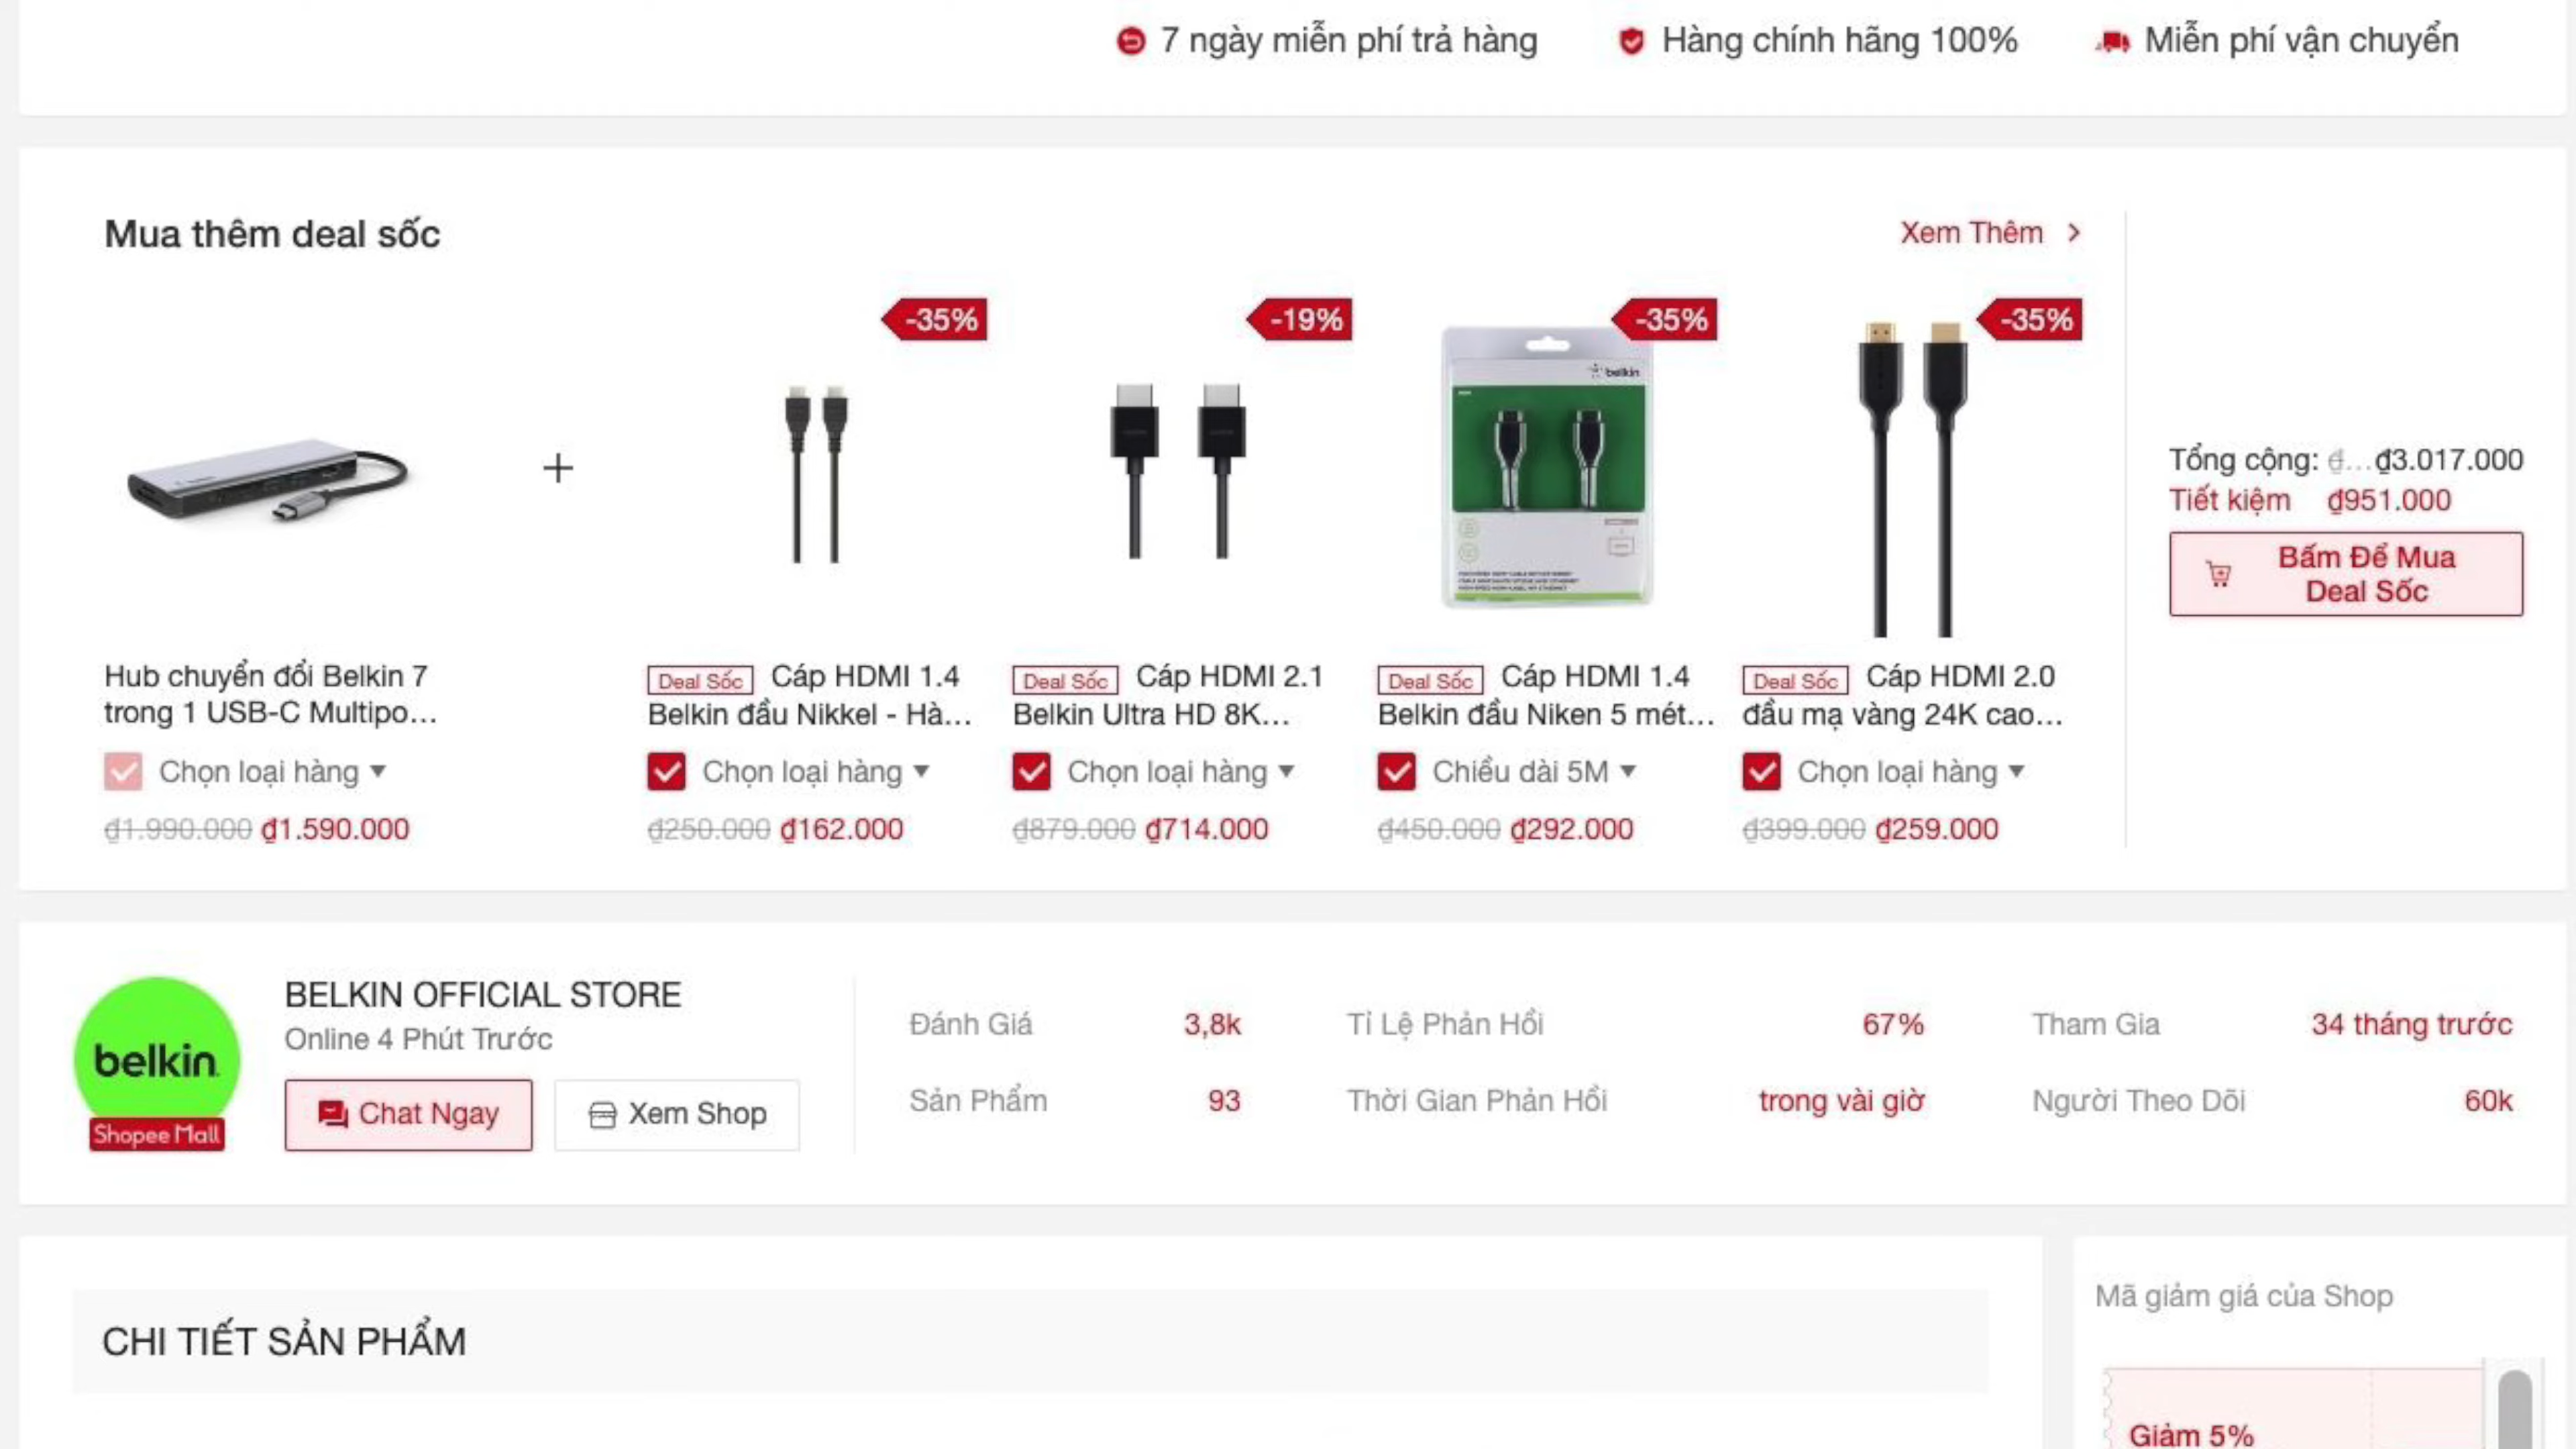 7 ngày miễn phí trả hàng
Hàng chính hãng 100%
Miễn phí vận chuyển
Mua thêm deal sốc
Xem Thêm
-35%
-19%
-35%
-35%
belkin
Hub chuyển đổi Belkin 7
trong 1 USB-C Multipo...
Chọn loại hàng
₫1.990.000 ₫1.590.000
+
Deal Sốc Cáp HDMI 1.4
Belkin đầu Nikkel - Hà...
Chọn loại hàng
₫250.000 ₫162.000
Deal Sốc Cáp HDMI 2.1
Belkin Ultra HD 8K...
Chọn loại hàng
₫879.000 ₫714.000
Deal Sốc Cáp HDMI 1.4
Belkin đầu Niken 5 mét...
Chiều dài 5M
₫450.000 ₫292.000
Deal Sốc Cáp HDMI 2.0
đầu mạ vàng 24K cao...
Chọn loại hàng
₫399.000 ₫259.000
Tổng cộng: ₫... ₫3.017.000
Tiết kiệm ₫951.000
Bấm Để Mua
Deal Sốc
belkin
Shopee Mall
BELKIN OFFICIAL STORE
Online 4 Phút Trước
Chat Ngay
Xem Shop
Đánh Giá 3,8k
Tỉ Lệ Phản Hồi 67%
Tham Gia 34 tháng trước
Sản Phẩm 93
Thời Gian Phản Hồi trong vài giờ
Người Theo Dõi 60k
CHI TIẾT SẢN PHẨM
Mã giảm giá của Shop
Giảm 5%